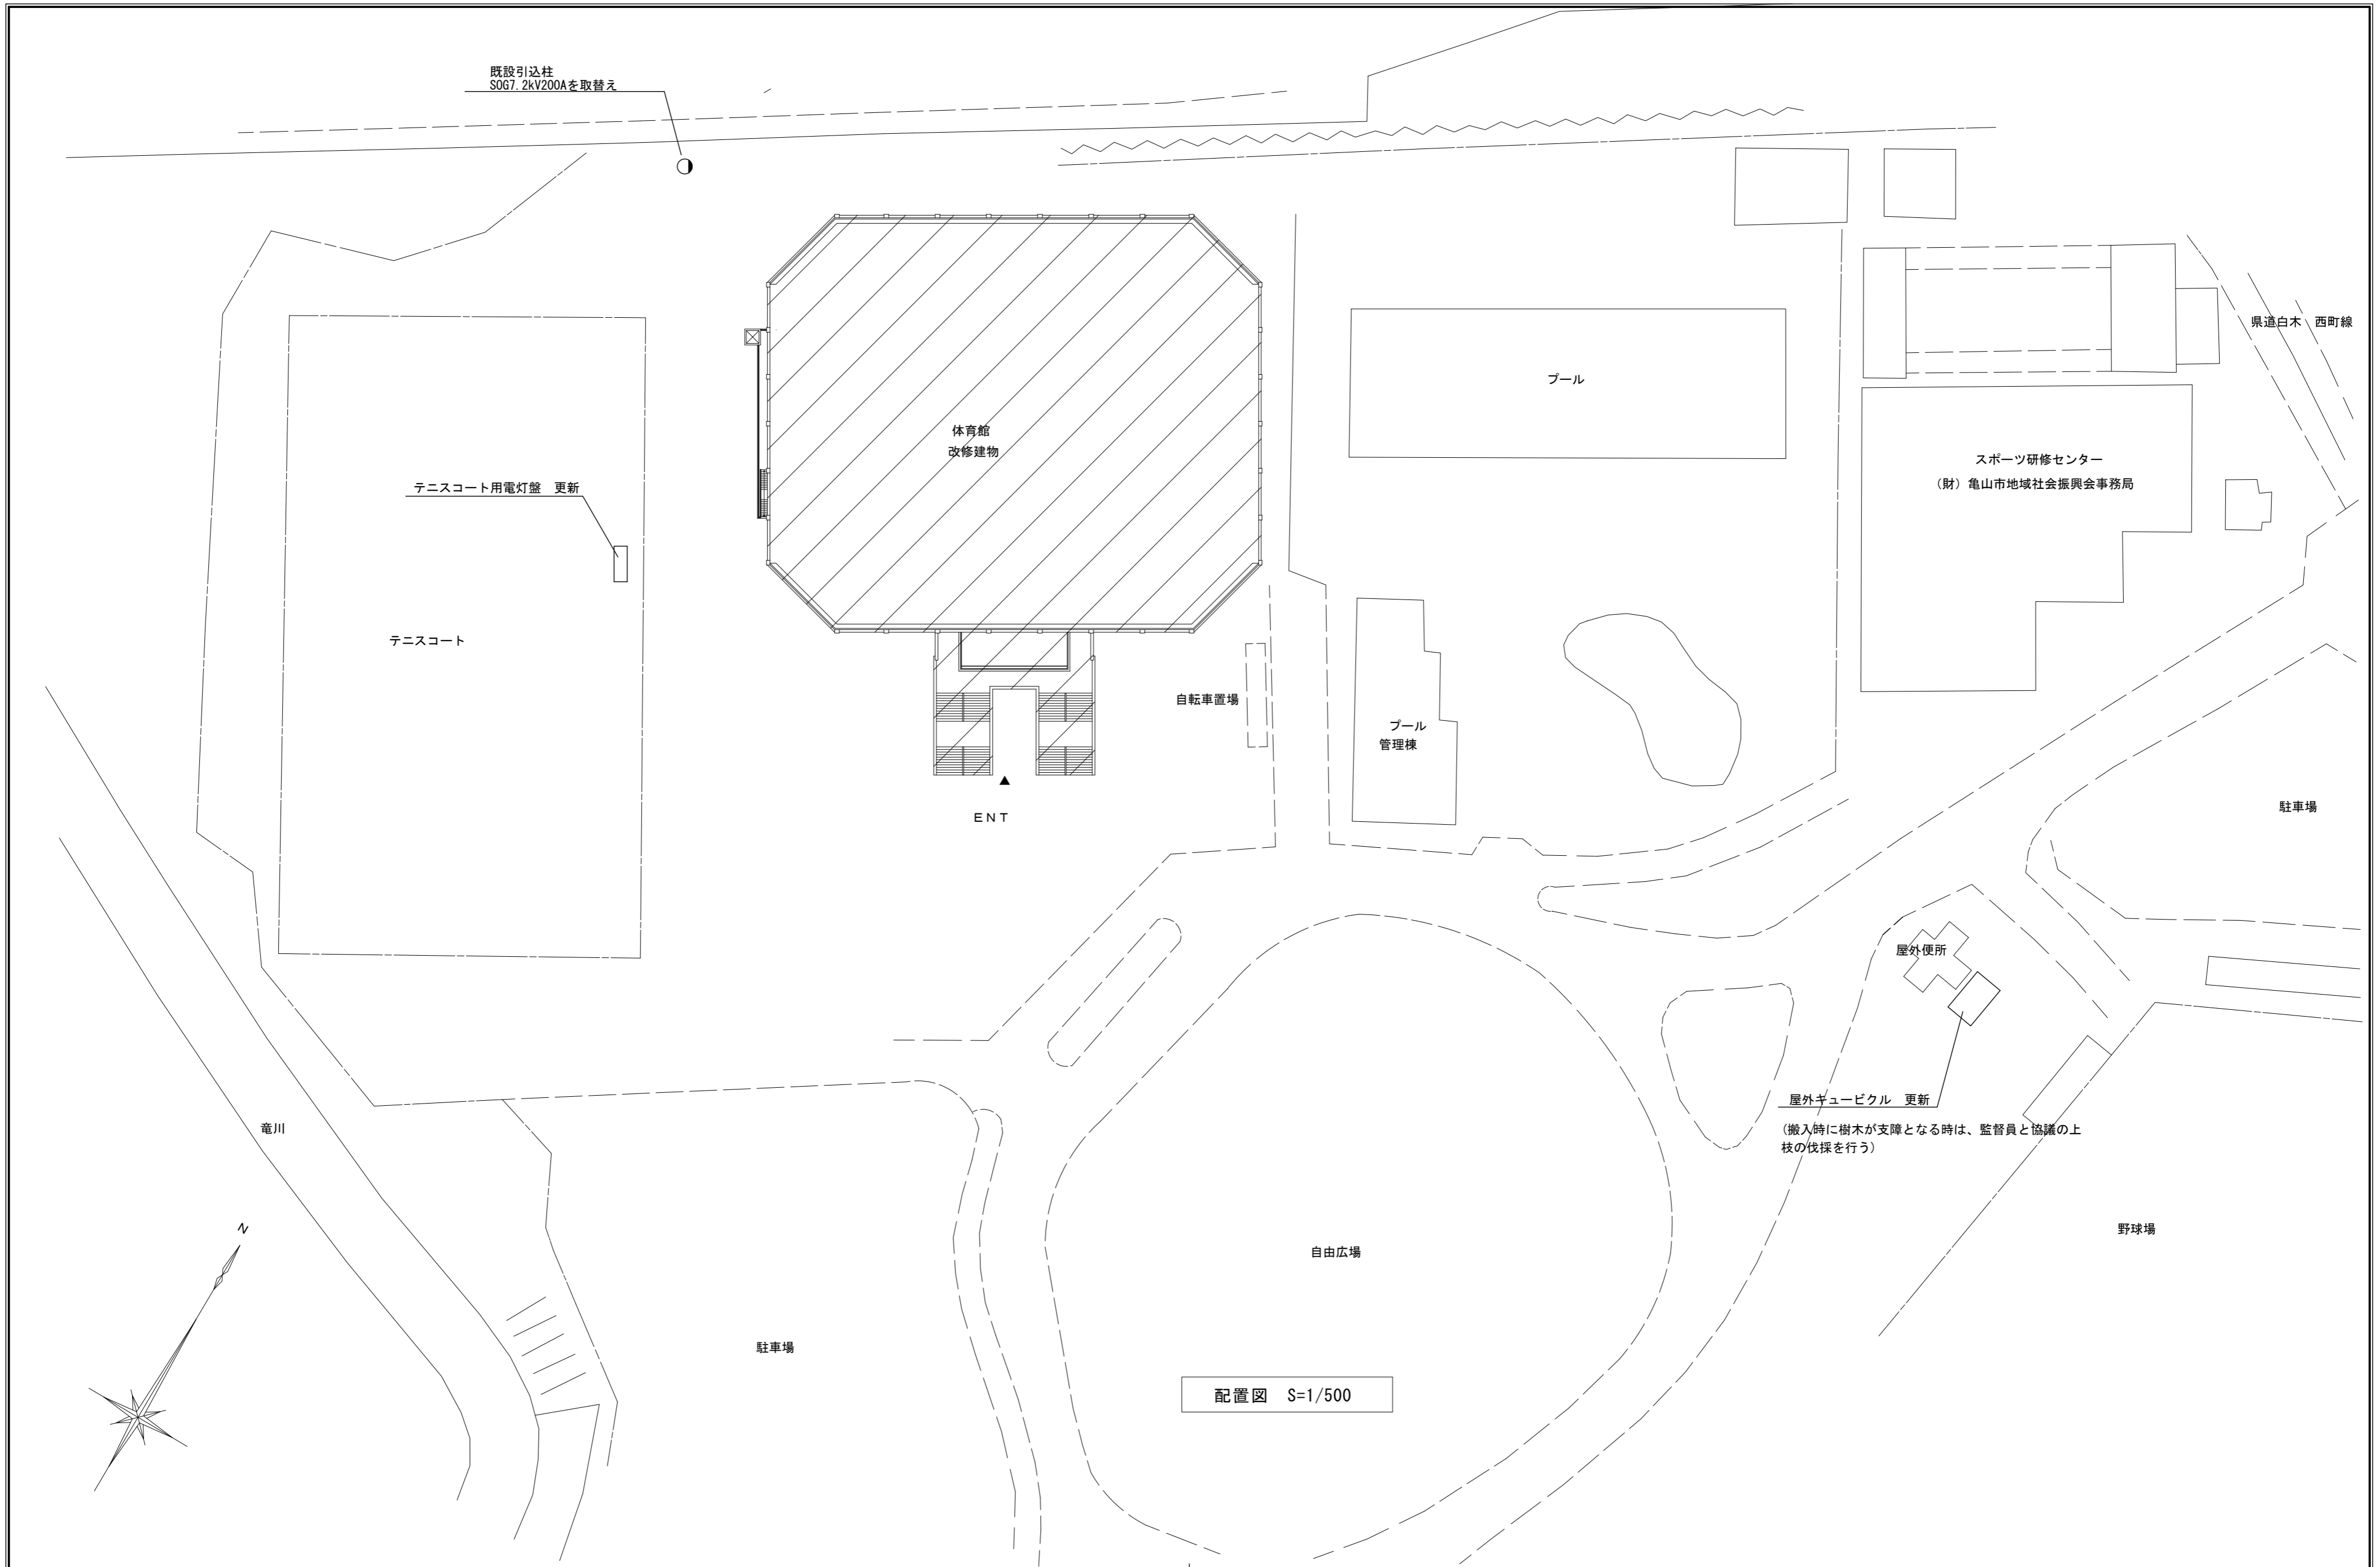 既設引込柱
SOG7.2kV200Aを取替え
県道白木　西町線
プール
体育館
改修建物
スポーツ研修センター
(財) 亀山市地域社会振興会事務局
テニスコート用電灯盤　更新
テニスコート
自転車置場
プール
管理棟
駐車場
ENT
屋外便所
屋外キュービクル　更新
(搬入時に樹木が支障となる時は、監督員と協議の上
枝の伐採を行う)
竜川
N
野球場
自由広場
駐車場
配置図　S=1/500